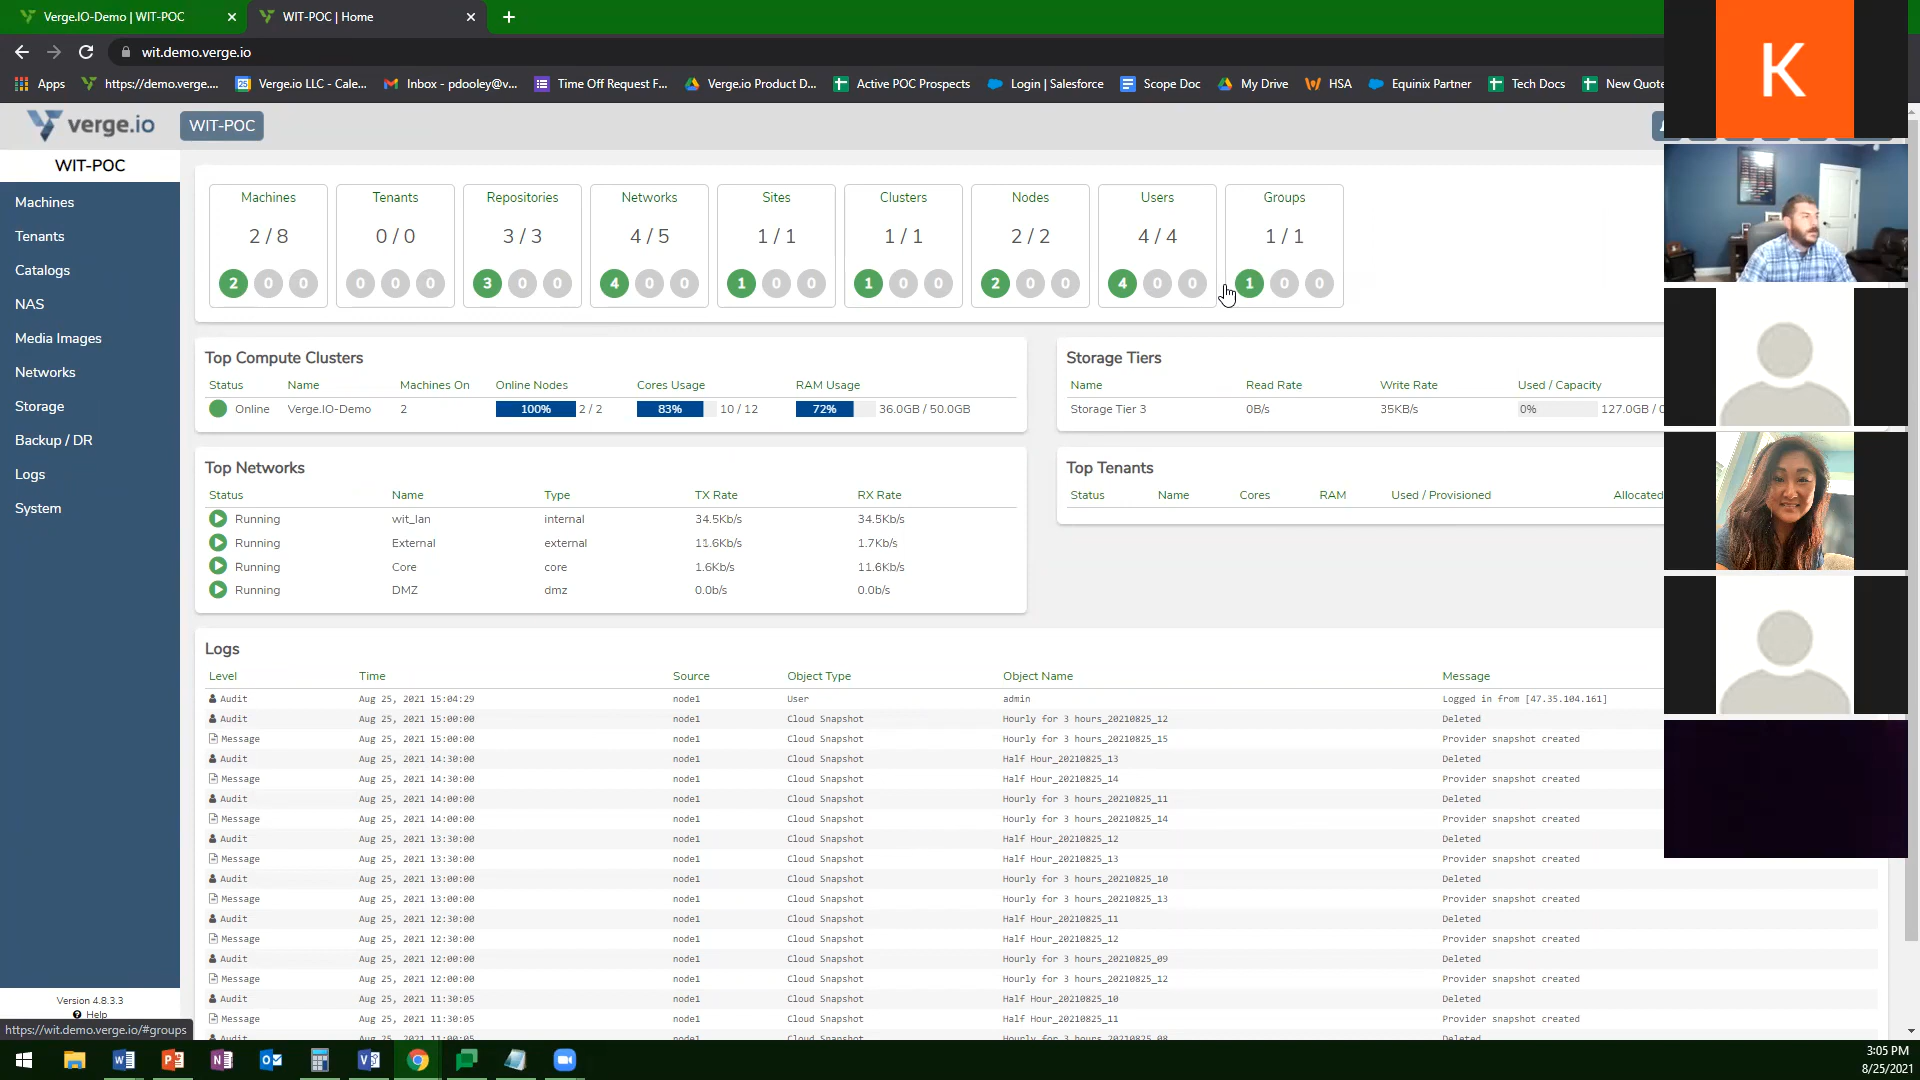 Verge.IO-Demo | WIT-POC
WIT-POC | Home
wit.demo.verge.io
Apps
https://demo.verge....
Verge.io LLC - Cale...
Inbox - pdooley@v...
Time Off Request F...
Verge.io Product D...
Active POC Prospects
Login | Salesforce
Scope Doc
My Drive
HSA
Equinix Partner
Tech Docs
New Quote
verge.io
WIT-POC
K
WIT-POC
Machines
Tenants
Catalogs
NAS
Media Images
Networks
Storage
Backup / DR
Logs
System
Version 4.8.3.3
Help
https://wit.demo.verge.io/#groups
Machines
2 / 8
2 0 0
Tenants
0 / 0
0 0 0
Repositories
3 / 3
3 0 0
Networks
4 / 5
4 0 0
Sites
1 / 1
1 0 0
Clusters
1 / 1
1 0 0
Nodes
2 / 2
2 0 0
Users
4 / 4
4 0 0
Groups
1 / 1
1 0 0
Top Compute Clusters
Status Name Machines On Online Nodes Cores Usage RAM Usage
Online Verge.IO-Demo 2 100% 2 / 2 83% 10 / 12 72% 36.0GB / 50.0GB
Storage Tiers
Name Read Rate Write Rate Used / Capacity
Storage Tier 3 0B/s 35KB/s 0% 127.0GB /
Top Networks
Status Name Type TX Rate RX Rate
Running wit_lan internal 34.5Kb/s 34.5Kb/s
Running External external 11.6Kb/s 1.7Kb/s
Running Core core 1.6Kb/s 11.6Kb/s
Running DMZ dmz 0.0b/s 0.0b/s
Top Tenants
Status Name Cores RAM Used / Provisioned Allocated
Logs
Level Time Source Object Type Object Name Message
Audit Aug 25, 2021 15:04:29 node1 User admin Logged in from [47.35.104.161]
Audit Aug 25, 2021 15:00:00 node1 Cloud Snapshot Hourly for 3 hours_20210825_12 Deleted
Message Aug 25, 2021 15:00:00 node1 Cloud Snapshot Hourly for 3 hours_20210825_15 Provider snapshot created
Audit Aug 25, 2021 14:30:00 node1 Cloud Snapshot Half Hour_20210825_13 Deleted
Message Aug 25, 2021 14:30:00 node1 Cloud Snapshot Half Hour_20210825_14 Provider snapshot created
Audit Aug 25, 2021 14:00:00 node1 Cloud Snapshot Hourly for 3 hours_20210825_11 Deleted
Message Aug 25, 2021 14:00:00 node1 Cloud Snapshot Hourly for 3 hours_20210825_14 Provider snapshot created
Audit Aug 25, 2021 13:30:00 node1 Cloud Snapshot Half Hour_20210825_12 Deleted
Message Aug 25, 2021 13:30:00 node1 Cloud Snapshot Half Hour_20210825_13 Provider snapshot created
Audit Aug 25, 2021 13:00:00 node1 Cloud Snapshot Hourly for 3 hours_20210825_10 Deleted
Message Aug 25, 2021 13:00:00 node1 Cloud Snapshot Hourly for 3 hours_20210825_13 Provider snapshot created
Audit Aug 25, 2021 12:30:00 node1 Cloud Snapshot Half Hour_20210825_11 Deleted
Message Aug 25, 2021 12:30:00 node1 Cloud Snapshot Half Hour_20210825_12 Provider snapshot created
Audit Aug 25, 2021 12:00:00 node1 Cloud Snapshot Hourly for 3 hours_20210825_09 Deleted
Message Aug 25, 2021 12:00:00 node1 Cloud Snapshot Hourly for 3 hours_20210825_12 Provider snapshot created
Audit Aug 25, 2021 11:30:05 node1 Cloud Snapshot Half Hour_20210825_10 Deleted
Message Aug 25, 2021 11:30:05 node1 Cloud Snapshot Half Hour_20210825_11 Provider snapshot created
Audit Aug 25, 2021 11:00:05 node1 Cloud Snapshot Hourly for 3 hours_20210825_08 Deleted
3:05 PM
8/25/2021